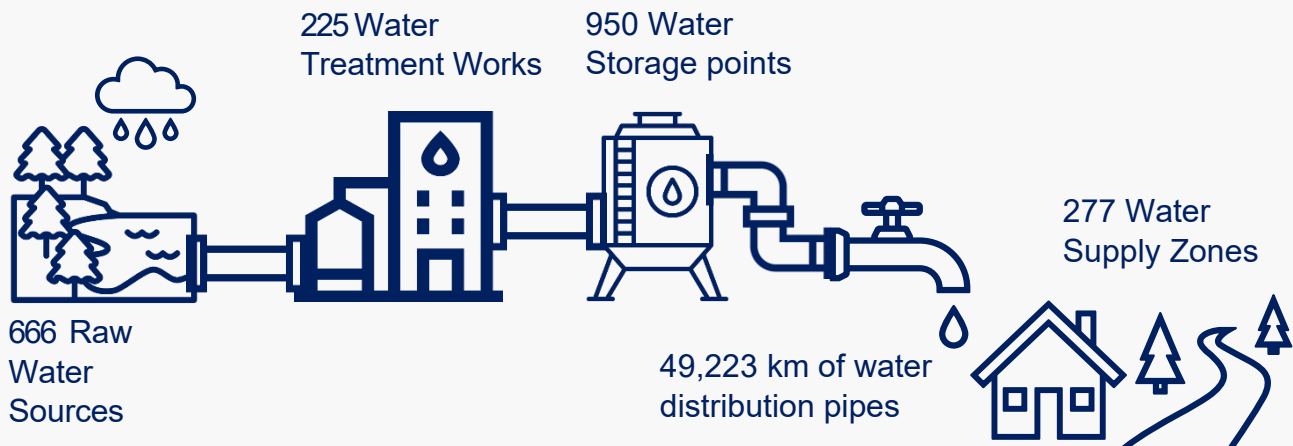 225 Water
Treatment Works
950 Water
Storage points
277 Water
Supply Zones
666 Raw
Water
Sources
49,223 km of water
distribution pipes